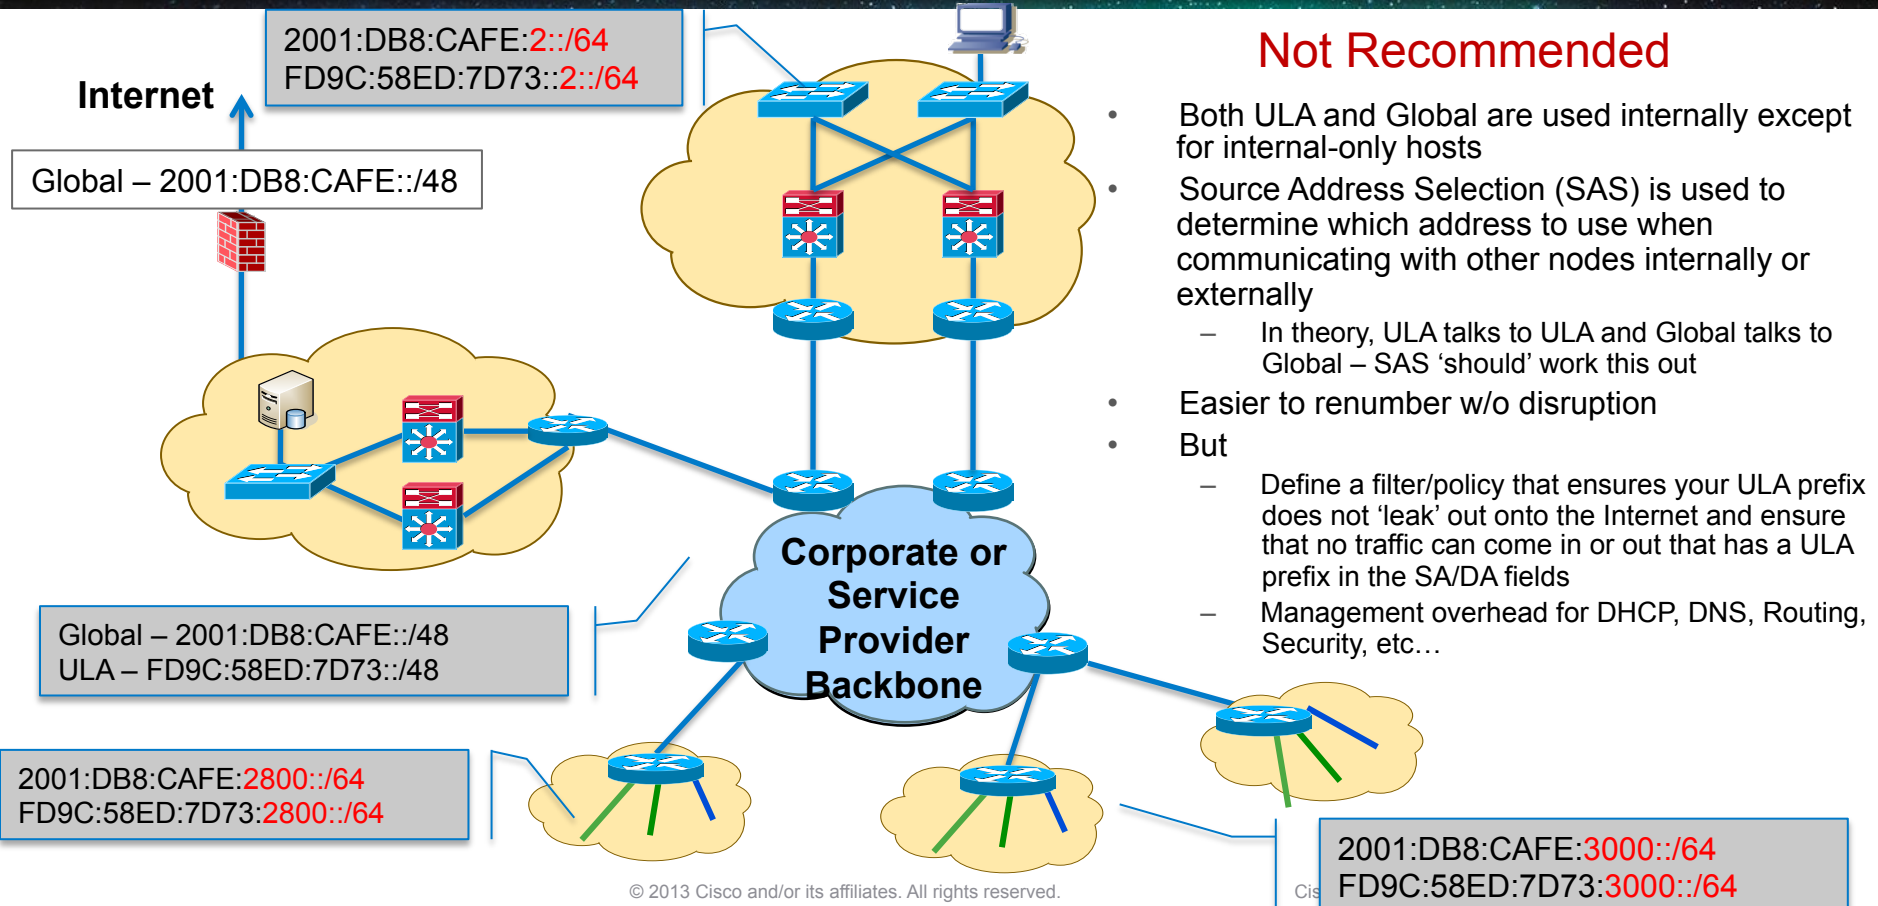 2001:DB8:CAFE:2::/64
FD9C:58ED:7D73::2::/64
Internet
Global – 2001:DB8:CAFE::/48
Not Recommended
• Both ULA and Global are used internally except
for internal-only hosts
• Source Address Selection (SAS) is used to
determine which address to use when
communicating with other nodes internally or
externally
– In theory, ULA talks to ULA and Global talks to
Global – SAS ‘should’ work this out
• Easier to renumber w/o disruption
• But
– Define a filter/policy that ensures your ULA prefix
does not ‘leak’ out onto the Internet and ensure
that no traffic can come in or out that has a ULA
prefix in the SA/DA fields
– Management overhead for DHCP, DNS, Routing,
Security, etc…
Corporate or
Service
Provider
Backbone
Global – 2001:DB8:CAFE::/48
ULA – FD9C:58ED:7D73::/48
2001:DB8:CAFE:2800::/64
FD9C:58ED:7D73:2800::/64
2001:DB8:CAFE:3000::/64
FD9C:58ED:7D73:3000::/64
© 2013 Cisco and/or its affiliates. All rights reserved.